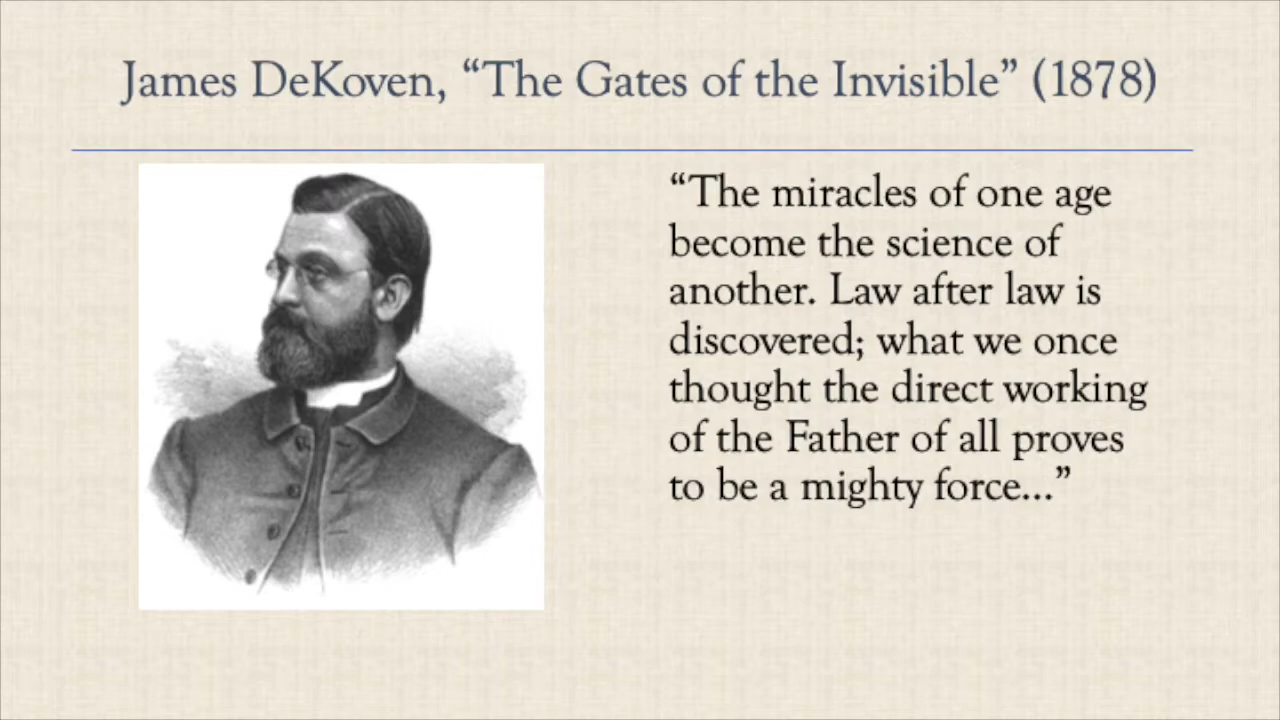 James DeKoven, “The Gates of the Invisible” (1878)
“The miracles of one age
become the science of
another. Law after law is
discovered; what we once
thought the direct working
of the Father of all proves
to be a mighty force...”